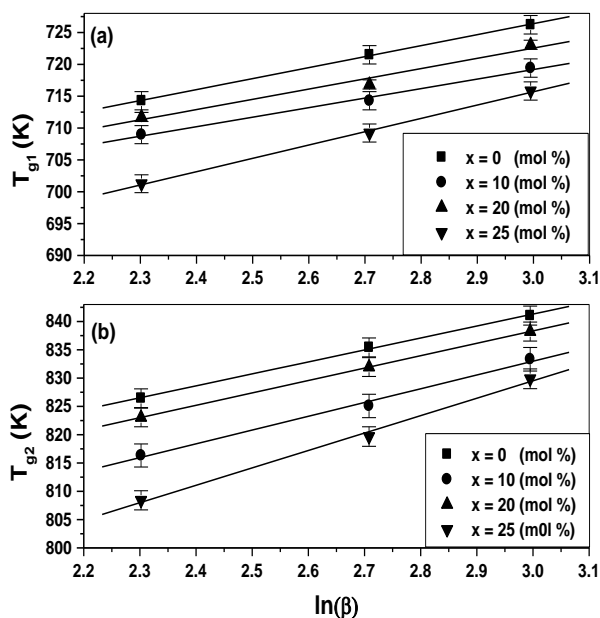 (a)
T_g1 (K)
725
720
715
710
705
700
695
690
x = 0 (mol %)
x = 10 (mol %)
x = 20 (mol %)
x = 25 (mol %)
2.2 2.3 2.4 2.5 2.6 2.7 2.8 2.9 3.0 3.1
(b)
T_g2 (K)
840
835
830
825
820
815
810
805
800
x = 0 (mol %)
x = 10 (mol %)
x = 20 (mol %)
x = 25 (m0l %)
2.2 2.3 2.4 2.5 2.6 2.7 2.8 2.9 3.0 3.1
ln(β)